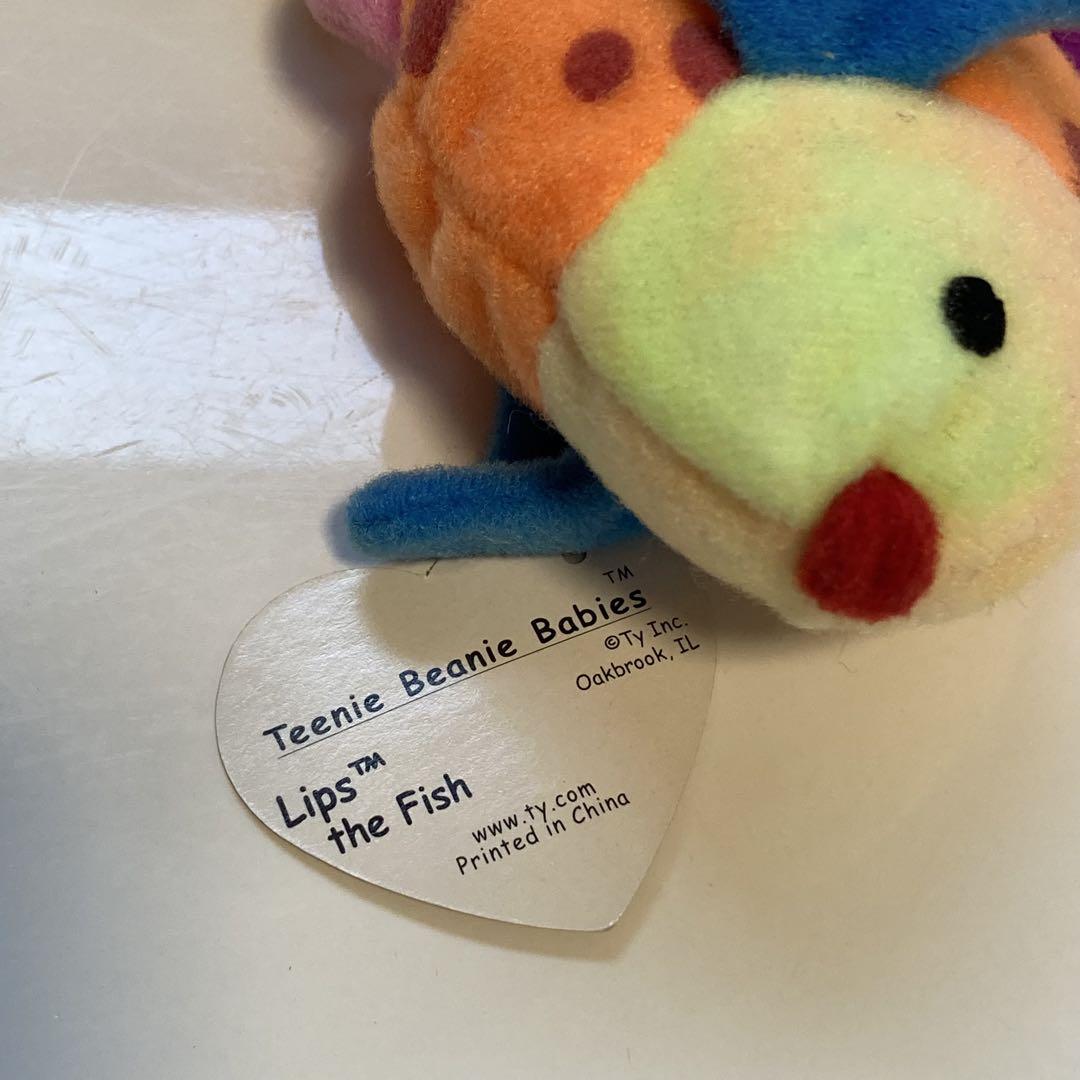 Teenie Beanie Babies™
©Ty Inc.
Oakbrook, IL
Lips™
the Fish
www.ty.com
Printed in China